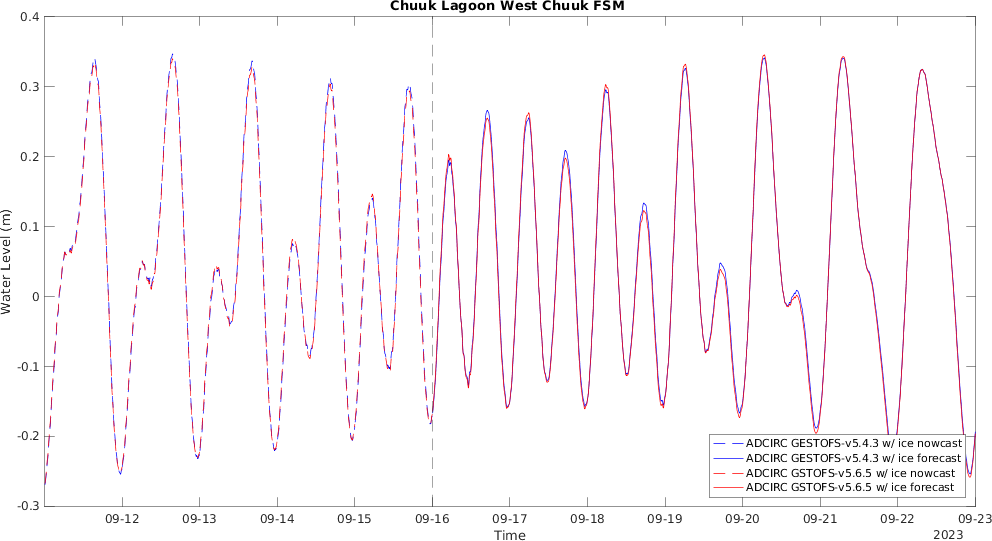 Chuuk Lagoon West Chuuk FSM
0.4
0.3
0.2
0.1
0
-0.1
-0.2
-0.3
Water Level (m)
ADCIRC GESTOFS-v5.4.3 w/ ice nowcast
ADCIRC GESTOFS-v5.4.3 w/ ice forecast
ADCIRC GSTOFS-v5.6.5 w/ ice nowcast
ADCIRC GSTOFS-v5.6.5 w/ ice forecast
09-12 09-13 09-14 09-15 09-16 09-17 09-18 09-19 09-20 09-21 09-22 09-23
Time
2023